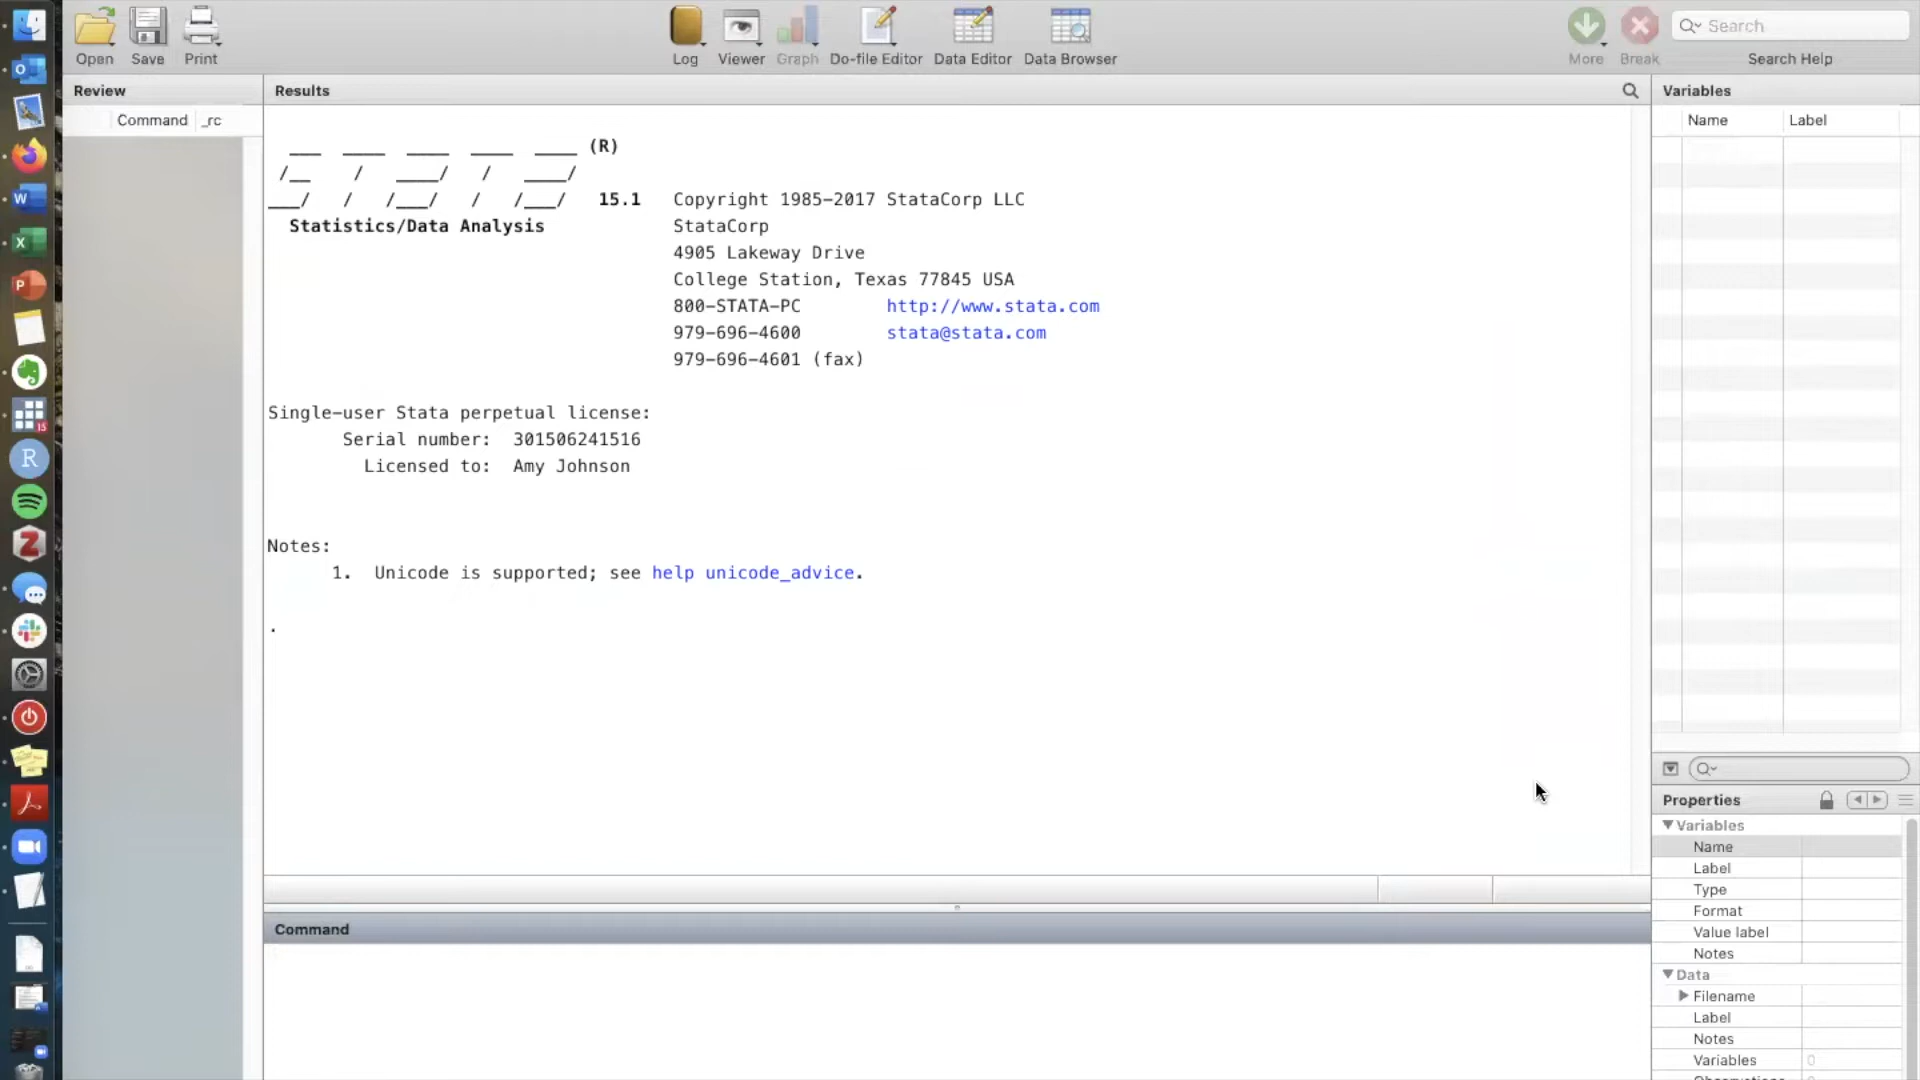 Open Save Print Log Viewer Graph Do-file Editor Data Editor Data Browser More Break Search
Search Help
Review Results Variables
Command _rc Name Label
(R)
15.1 Copyright 1985-2017 StataCorp LLC
Statistics/Data Analysis StataCorp
4905 Lakeway Drive
College Station, Texas 77845 USA
800-STATA-PC http://www.stata.com
979-696-4600 stata@stata.com
979-696-4601 (fax)
Single-user Stata perpetual license:
Serial number: 301506241516
Licensed to: Amy Johnson
Notes:
1. Unicode is supported; see help unicode_advice.
.
Command
Properties
Variables
Name
Label
Type
Format
Value label
Notes
Data
Filename
Label
Notes
Variables 0